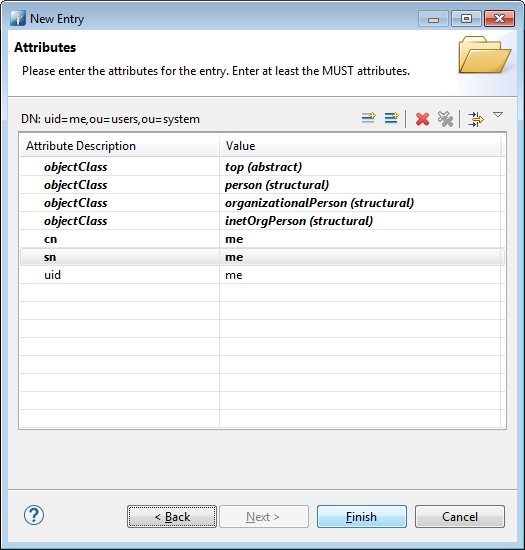 New Entry
Attributes
Please enter the attributes for the entry. Enter at least the MUST attributes.
DN: uid=me,ou=users,ou=system
Attribute Description Value
objectClass top (abstract)
objectClass person (structural)
objectClass organizationalPerson (structural)
objectClass inetOrgPerson (structural)
cn me
sn me
uid me
? < Back Next > Finish Cancel